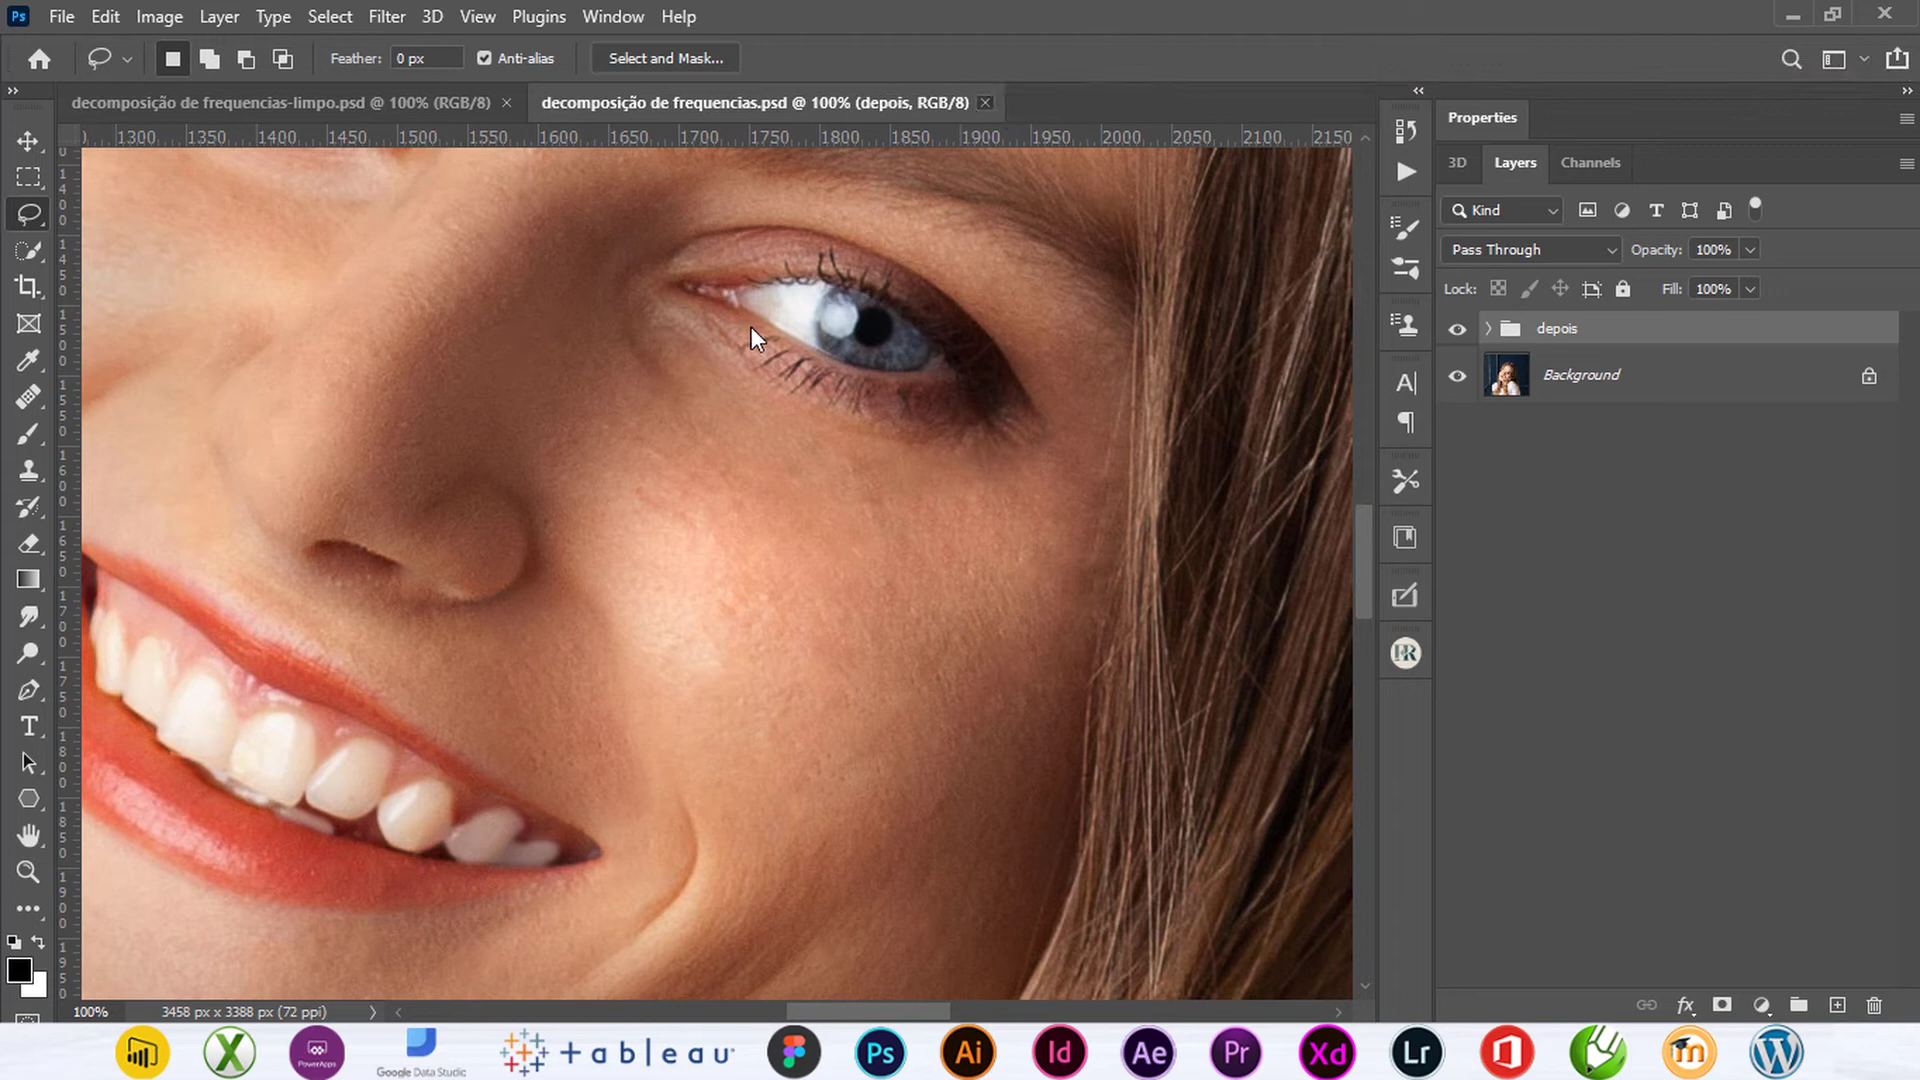 Ps File Edit Image Layer Type Select Filter 3D View Plugins Window Help
Feather: 0 px Anti-alias Select and Mask...
decomposição de frequencias-limpo.psd @ 100% (RGB/8) × decomposição de frequencias.psd @ 100% (depois, RGB/8) ×
1300 1350 1400 1450 1500 1550 1600 1650 1700 1750 1800 1850 1900 1950 2000 2050 2100 2150
Properties
3D Layers Channels
Kind
Pass Through Opacity: 100%
Lock: Fill: 100%
depois
Background
100% 3458 px x 3388 px (72 ppi)
PowerApps
Google Data Studio
+ableau
Ps Ai Id Ae Pr Xd Lr